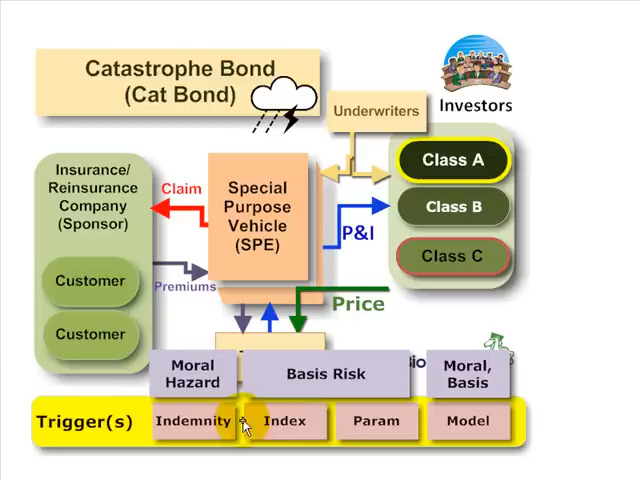 Catastrophe Bond
(Cat Bond)
Underwriters
Investors
Insurance/
Reinsurance
Company
(Sponsor)
Claim
Special
Purpose
Vehicle
(SPE)
Class A
Class B
P&I
Class C
Customer
Premiums
Price
Customer
Moral
Hazard
Basis Risk
Moral,
Basis
Trigger(s)
Indemnity
Index
Param
Model